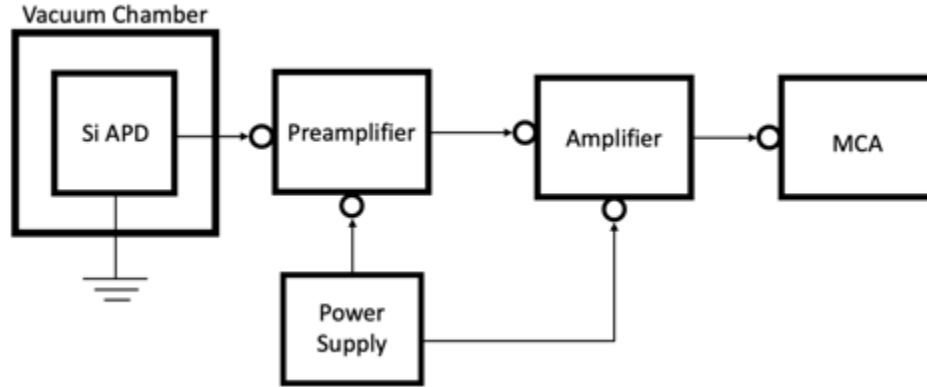 Vacuum Chamber
Si APD
Preamplifier
Amplifier
MCA
Power
Supply